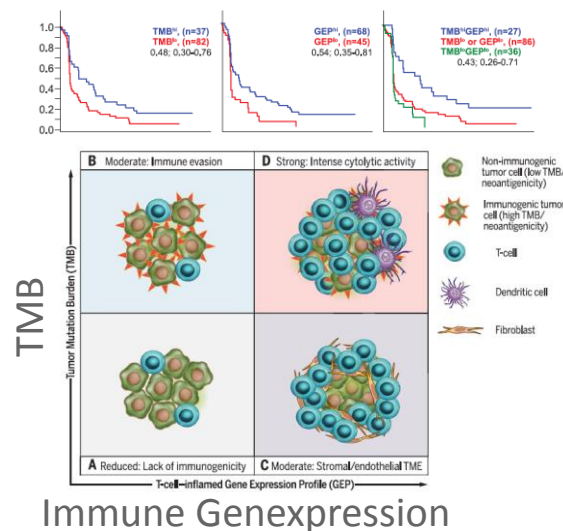 1.0
0.8
0.6
0.4
0.2
0.0
TMBhi, (n=37)
TMBlo, (n=82)
0.48; 0.30-0.76
GEPhi, (n=68)
GEPlo, (n=45)
0.54; 0.35-0.81
TMBhiGEPhi, (n=27)
TMBlo or GEPlo, (n=86)
TMBloGEPlo, (n=36)
0.43; 0.26-0.71
B Moderate: Immune evasion
D Strong: Intense cytolytic activity
TMB
Tumor Mutation Burden (TMB)
A Reduced: Lack of immunogenicity
C Moderate: Stromal/endothelial TME
T-cell–inflamed Gene Expression Profile (GEP)
Immune Genexpression
Non-immunogenic
tumor cell (low TMB/
neoantigenicity)
Immunogenic tumor
cell (high TMB/
neoantigenicity)
T-cell
Dendritic cell
Fibroblast